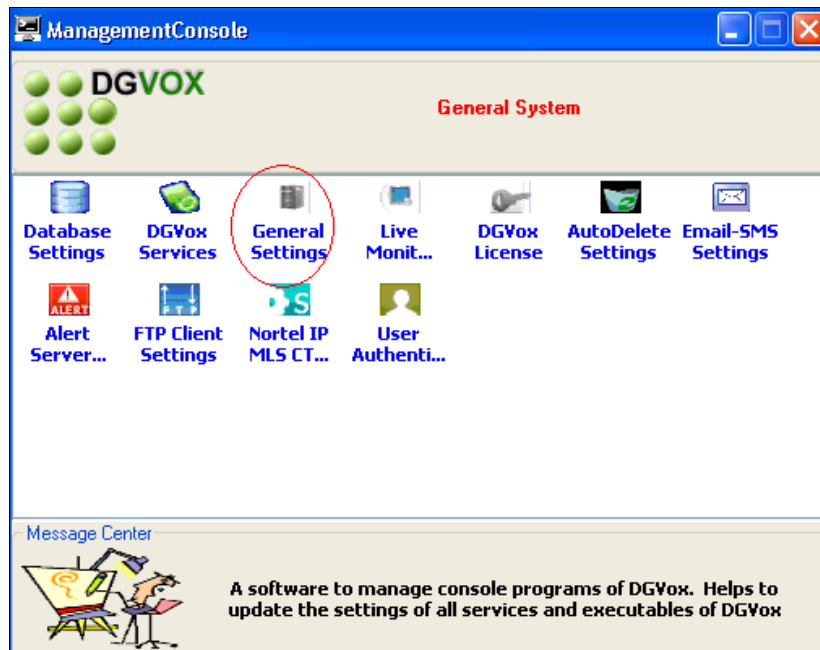 ManagementConsole
DGVOX
General System
Database Settings
DGVox Services
General Settings
Live Monit...
DGVox License
AutoDelete Settings
Email-SMS Settings
ALERT
Alert Server...
FTP
FTP Client Settings
S
Nortel IP MLS CT...
User Authenti...
Message Center
A software to manage console programs of DGVox. Helps to
update the settings of all services and executables of DGVox